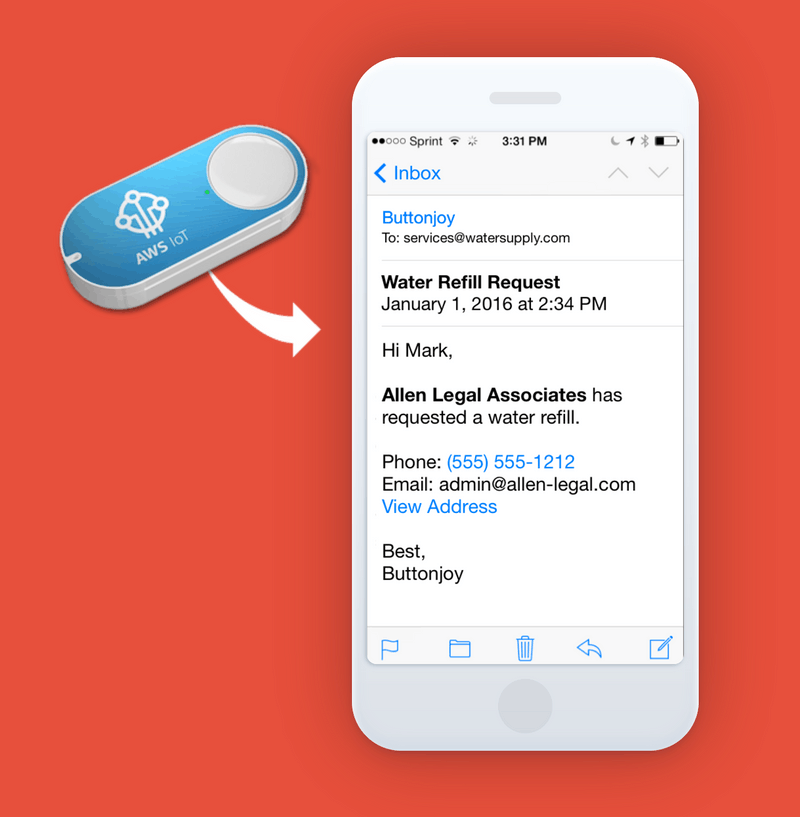 AWS IoT
Sprint 3:31 PM
Inbox
Buttonjoy
To: services@watersupply.com
Water Refill Request
January 1, 2016 at 2:34 PM
Hi Mark,
Allen Legal Associates has
requested a water refill.
Phone: (555) 555-1212
Email: admin@allen-legal.com
View Address
Best,
Buttonjoy